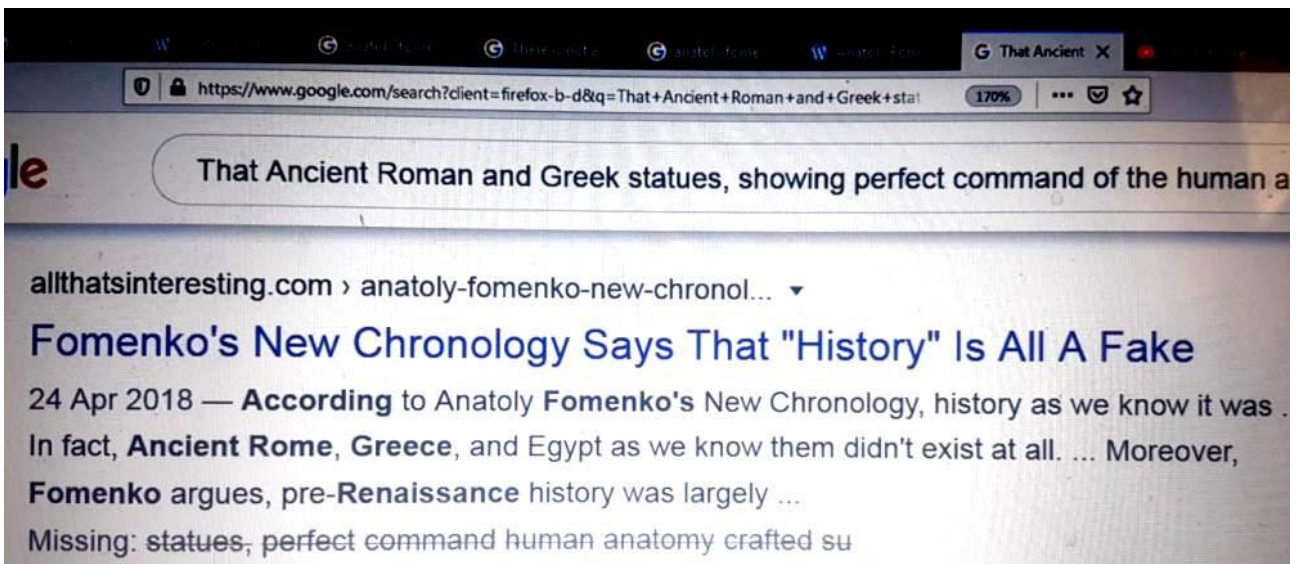 That Ancient
https://www.google.com/search?client=firefox-b-d&q=That+Ancient+Roman+and+Greek+stat 170%
le That Ancient Roman and Greek statues, showing perfect command of the human a
allthatsinteresting.com › anatoly-fomenko-new-chronol...
Fomenko's New Chronology Says That "History" Is All A Fake
24 Apr 2018 — According to Anatoly Fomenko's New Chronology, history as we know it was .
In fact, Ancient Rome, Greece, and Egypt as we know them didn't exist at all. ... Moreover,
Fomenko argues, pre-Renaissance history was largely ...
Missing: statues, perfect command human anatomy crafted su